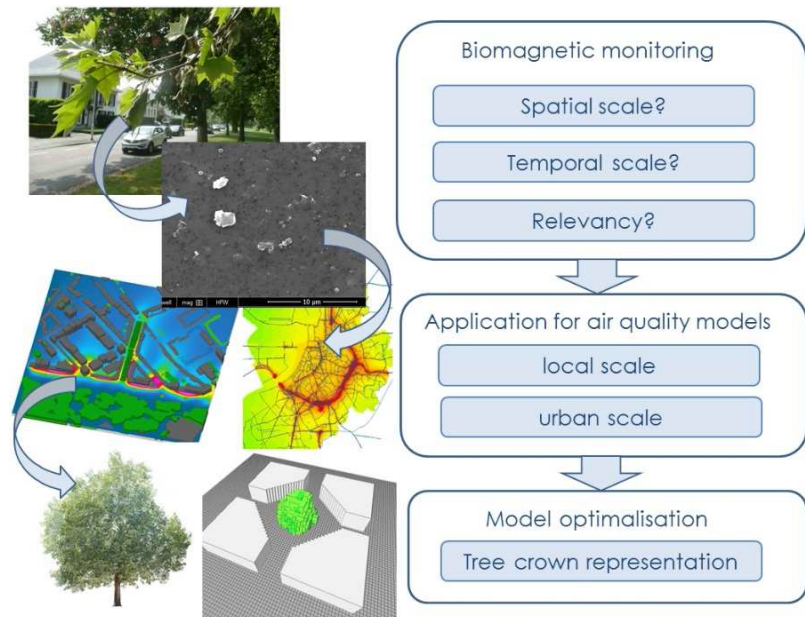 Biomagnetic monitoring
Spatial scale?
Temporal scale?
Relevancy?
well mag HFW 10 µm
Application for air quality models
local scale
urban scale
Model optimalisation
Tree crown representation